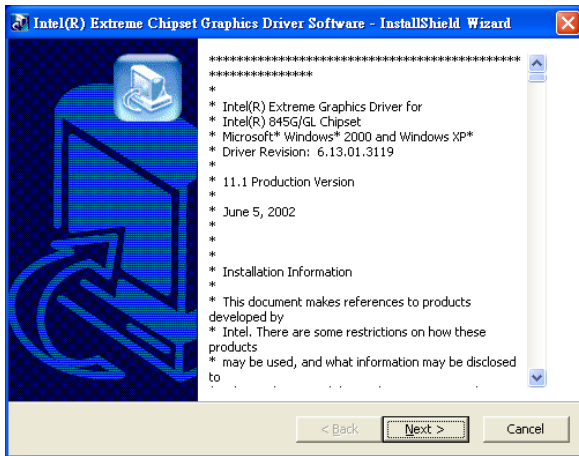 Intel(R) Extreme Chipset Graphics Driver Software - InstallShield Wizard
************************************************
****************
*
* Intel(R) Extreme Graphics Driver for
* Intel(R) 845G/GL Chipset
* Microsoft* Windows* 2000 and Windows XP*
* Driver Revision: 6.13.01.3119
*
* 11.1 Production Version
*
* June 5, 2002
*
*
*
* Installation Information
*
* This document makes references to products
developed by
* Intel. There are some restrictions on how these
products
* may be used, and what information may be disclosed
to
< Back
Next >
Cancel